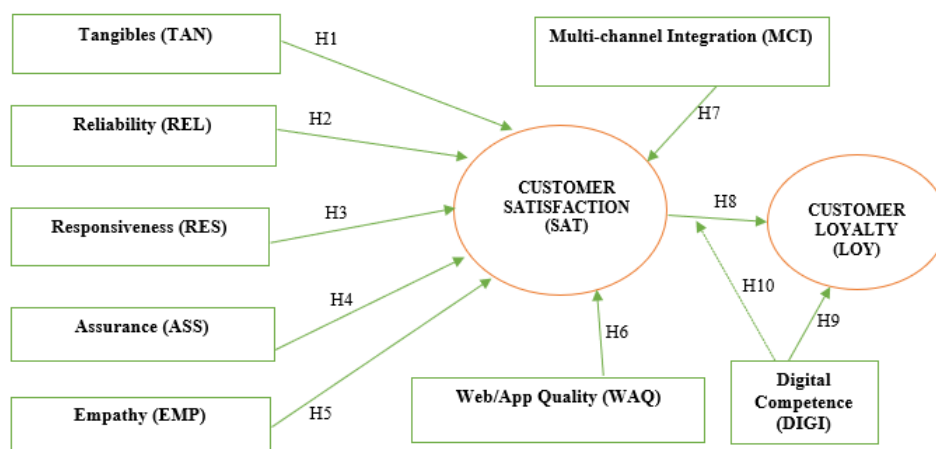 Tangibles (TAN)
H1
Multi-channel Integration (MCI)
Reliability (REL)
H2
H7
CUSTOMER
SATISFACTION
(SAT)
Responsiveness (RES)
H3
H8
CUSTOMER
LOYALTY
(LOY)
Assurance (ASS)
H4
H10
H9
H6
Empathy (EMP)
H5
Web/App Quality (WAQ)
Digital
Competence
(DIGI)